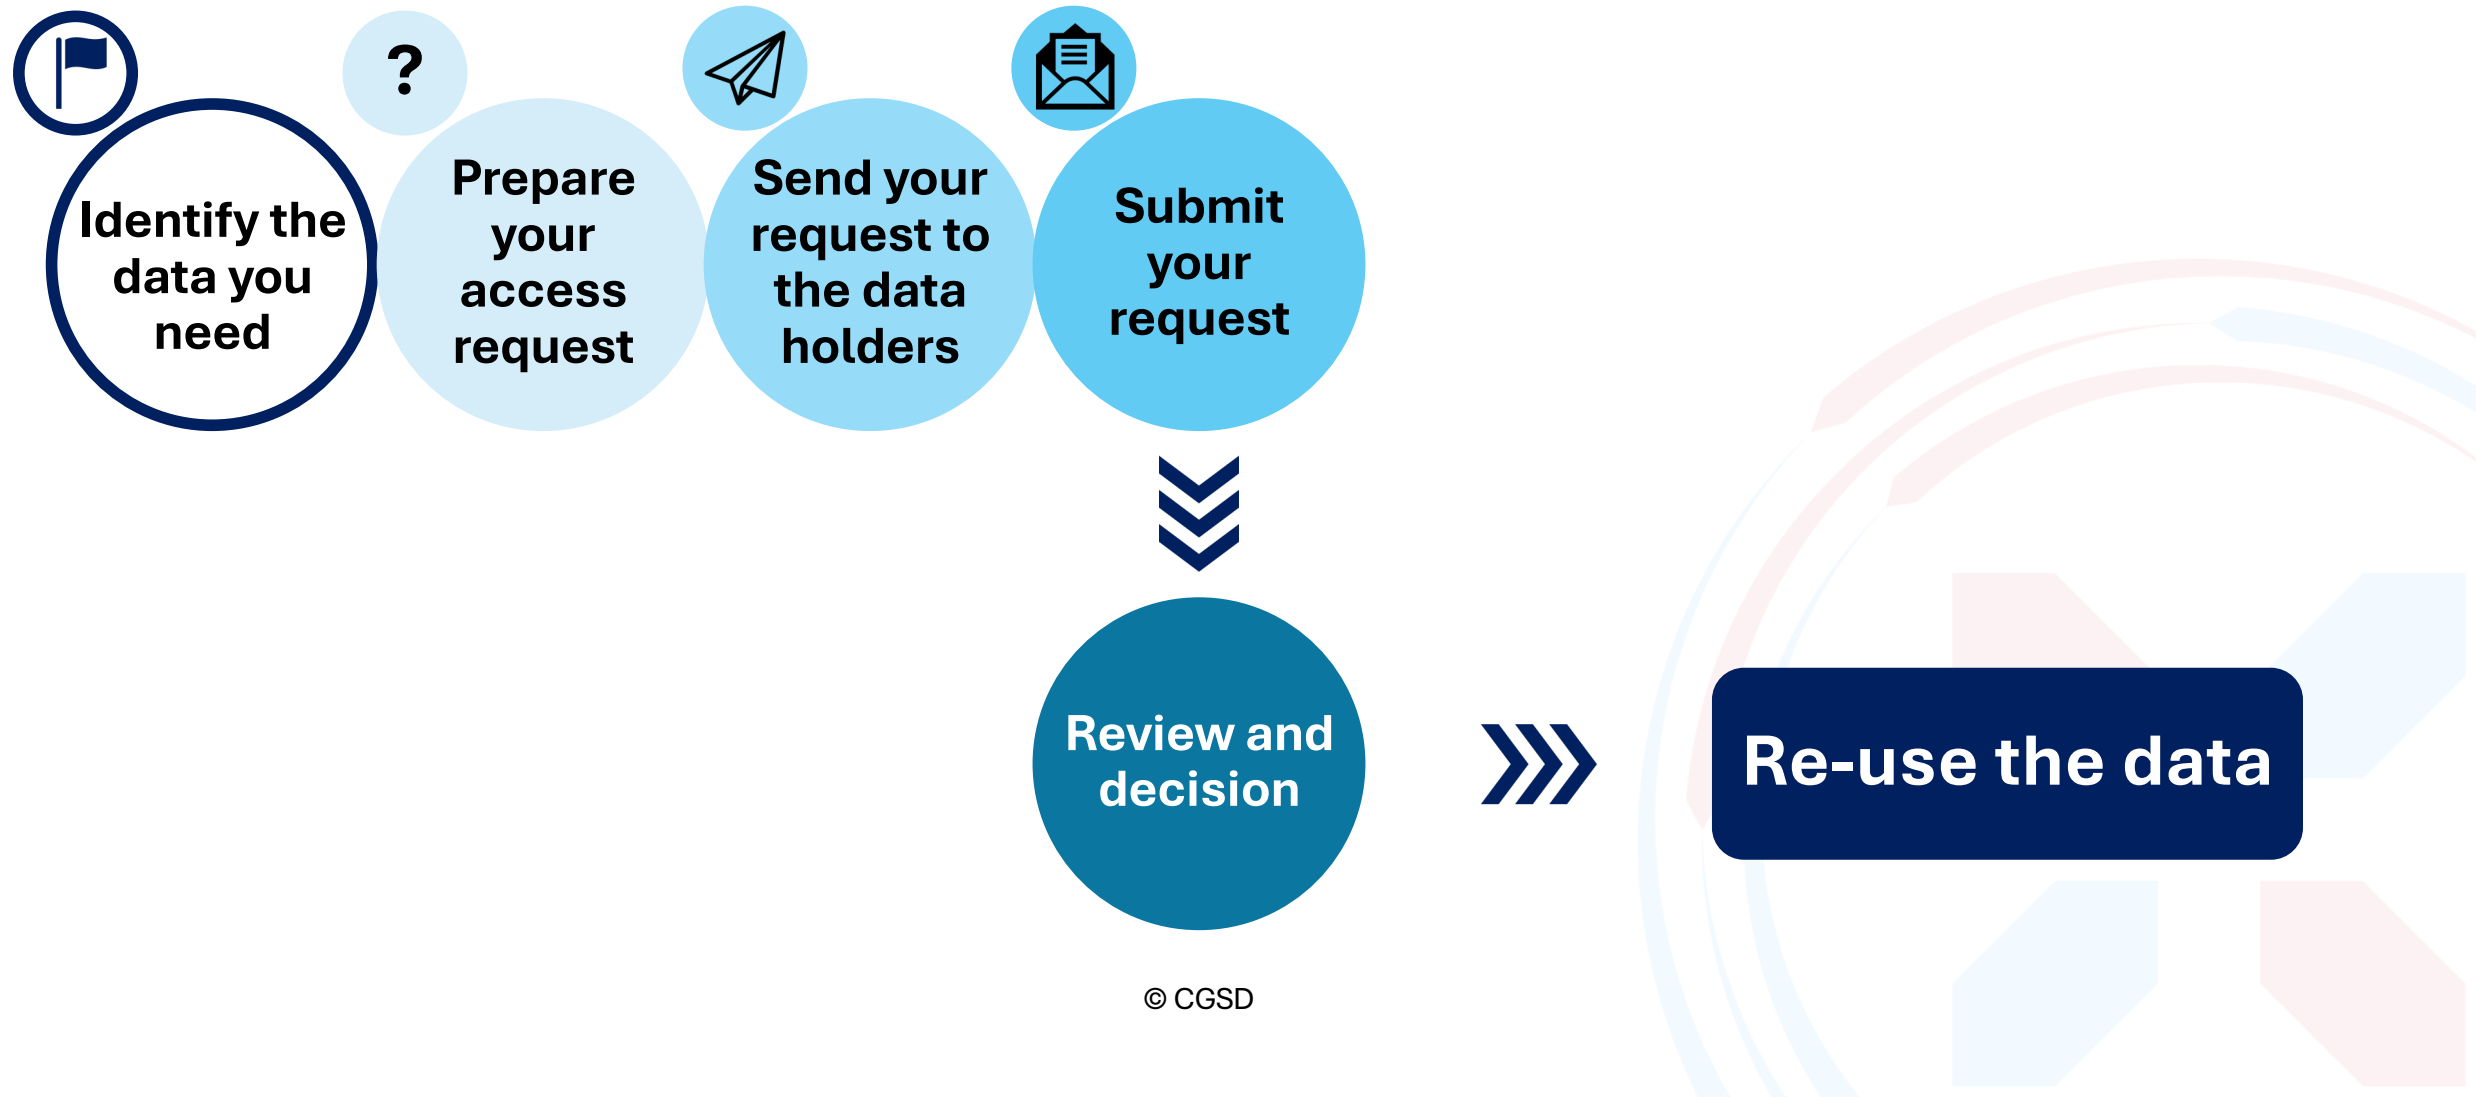 ?
Identify the
data you
need
Prepare
your
access
request
Send your
request to
the data
holders
Submit
your
request
Review and
decision
Re-use the data
© CGSD